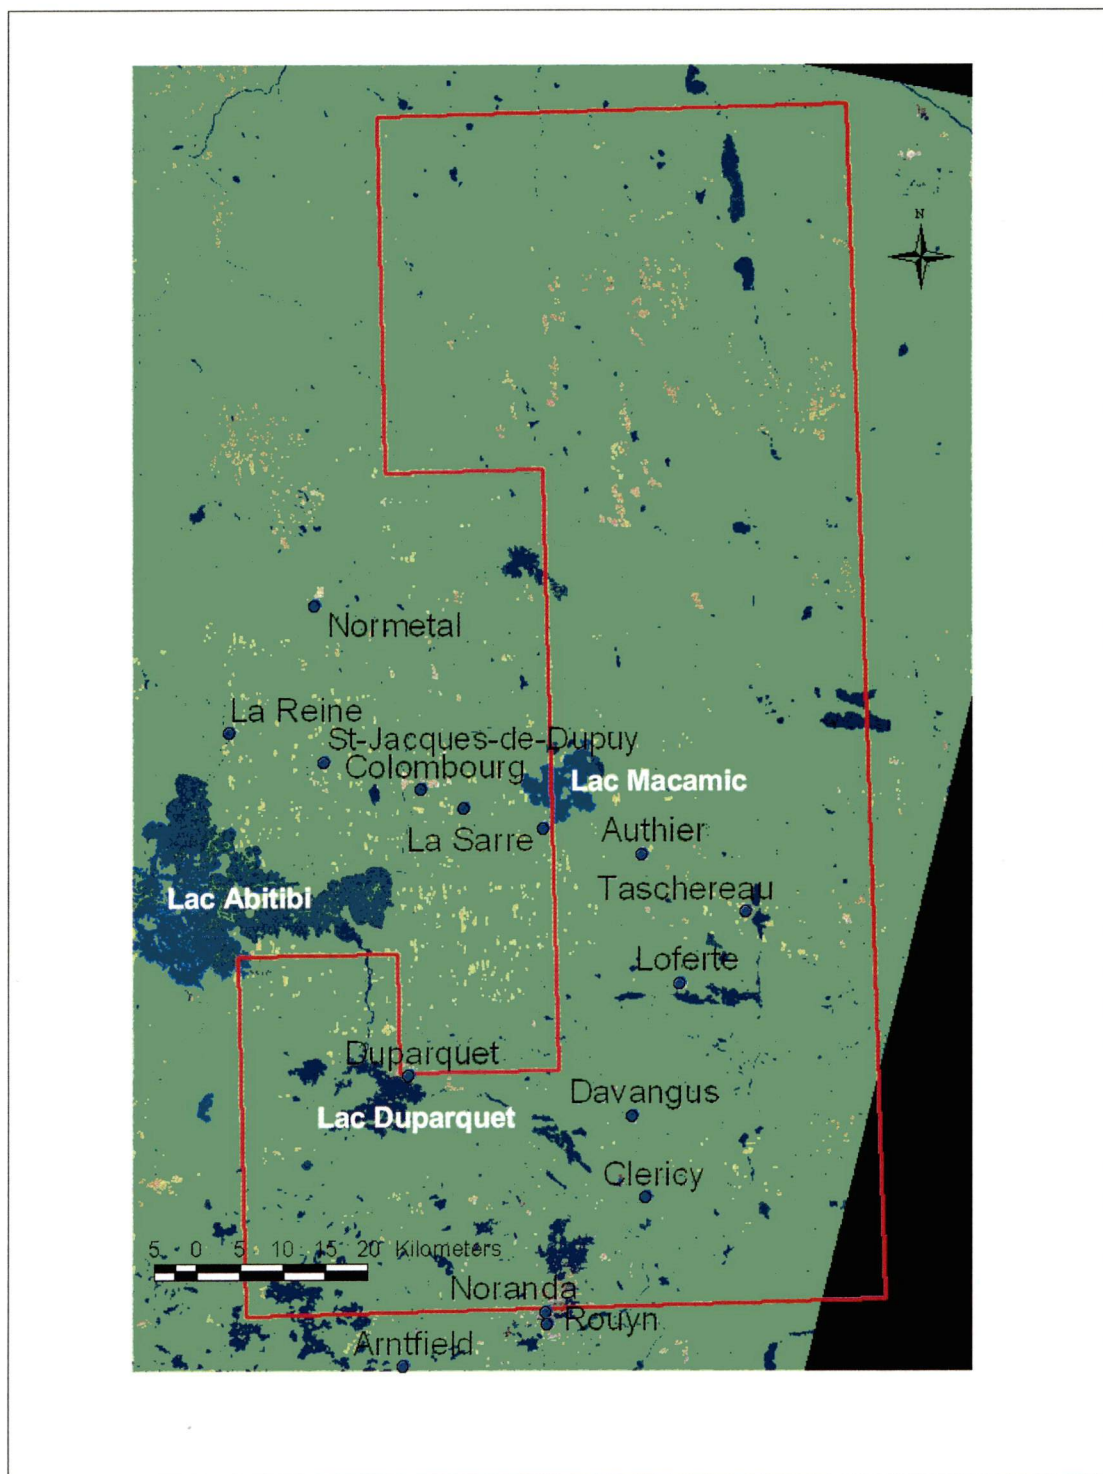 N
Normetal
La Reine
St-Jacques-de-Dupuy
Colombourg
Lac Macamic
La Sarre
Authier
Taschereau
Lac Abitibi
Loferte
Duparquet
Davangus
Lac Duparquet
Clericy
5 0 5 10 15 20 Kilometers
Noranda
Rouyn
Arntfield